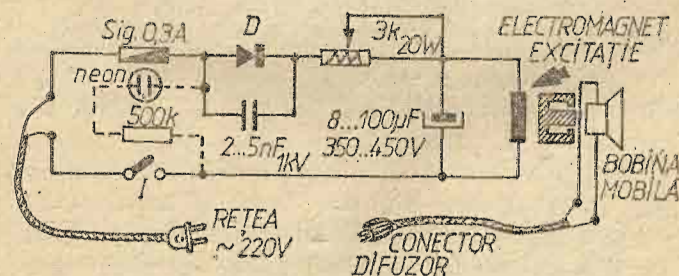 Sig. 0,3A
D
3k
20W
ELECTROMAGNET
EXCITAȚIE
neon
500k
2...5nF
1kV
8...100µF
350...450V
I
BOBINA
MOBILĂ
REȚEA
~ 220V
CONECTOR
DIFUZOR